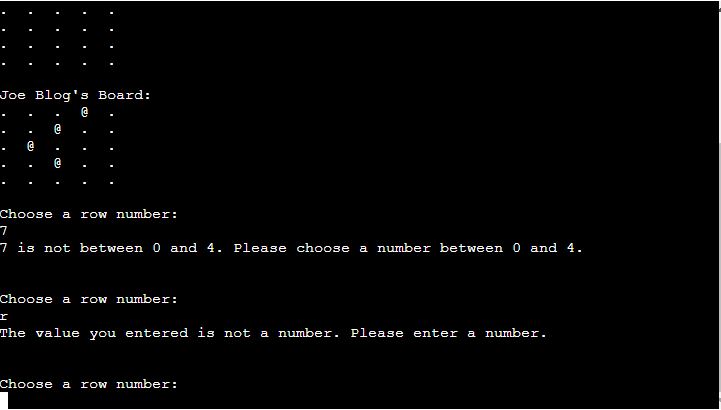 . . . . .
. . . . .
. . . . .
. . . . .
Joe Blog's Board:
. . . @ .
. . @ . .
. @ . . .
. . @ . .
. . . . .
Choose a row number:
7
7 is not between 0 and 4. Please choose a number between 0 and 4.
Choose a row number:
r
The value you entered is not a number. Please enter a number.
Choose a row number: